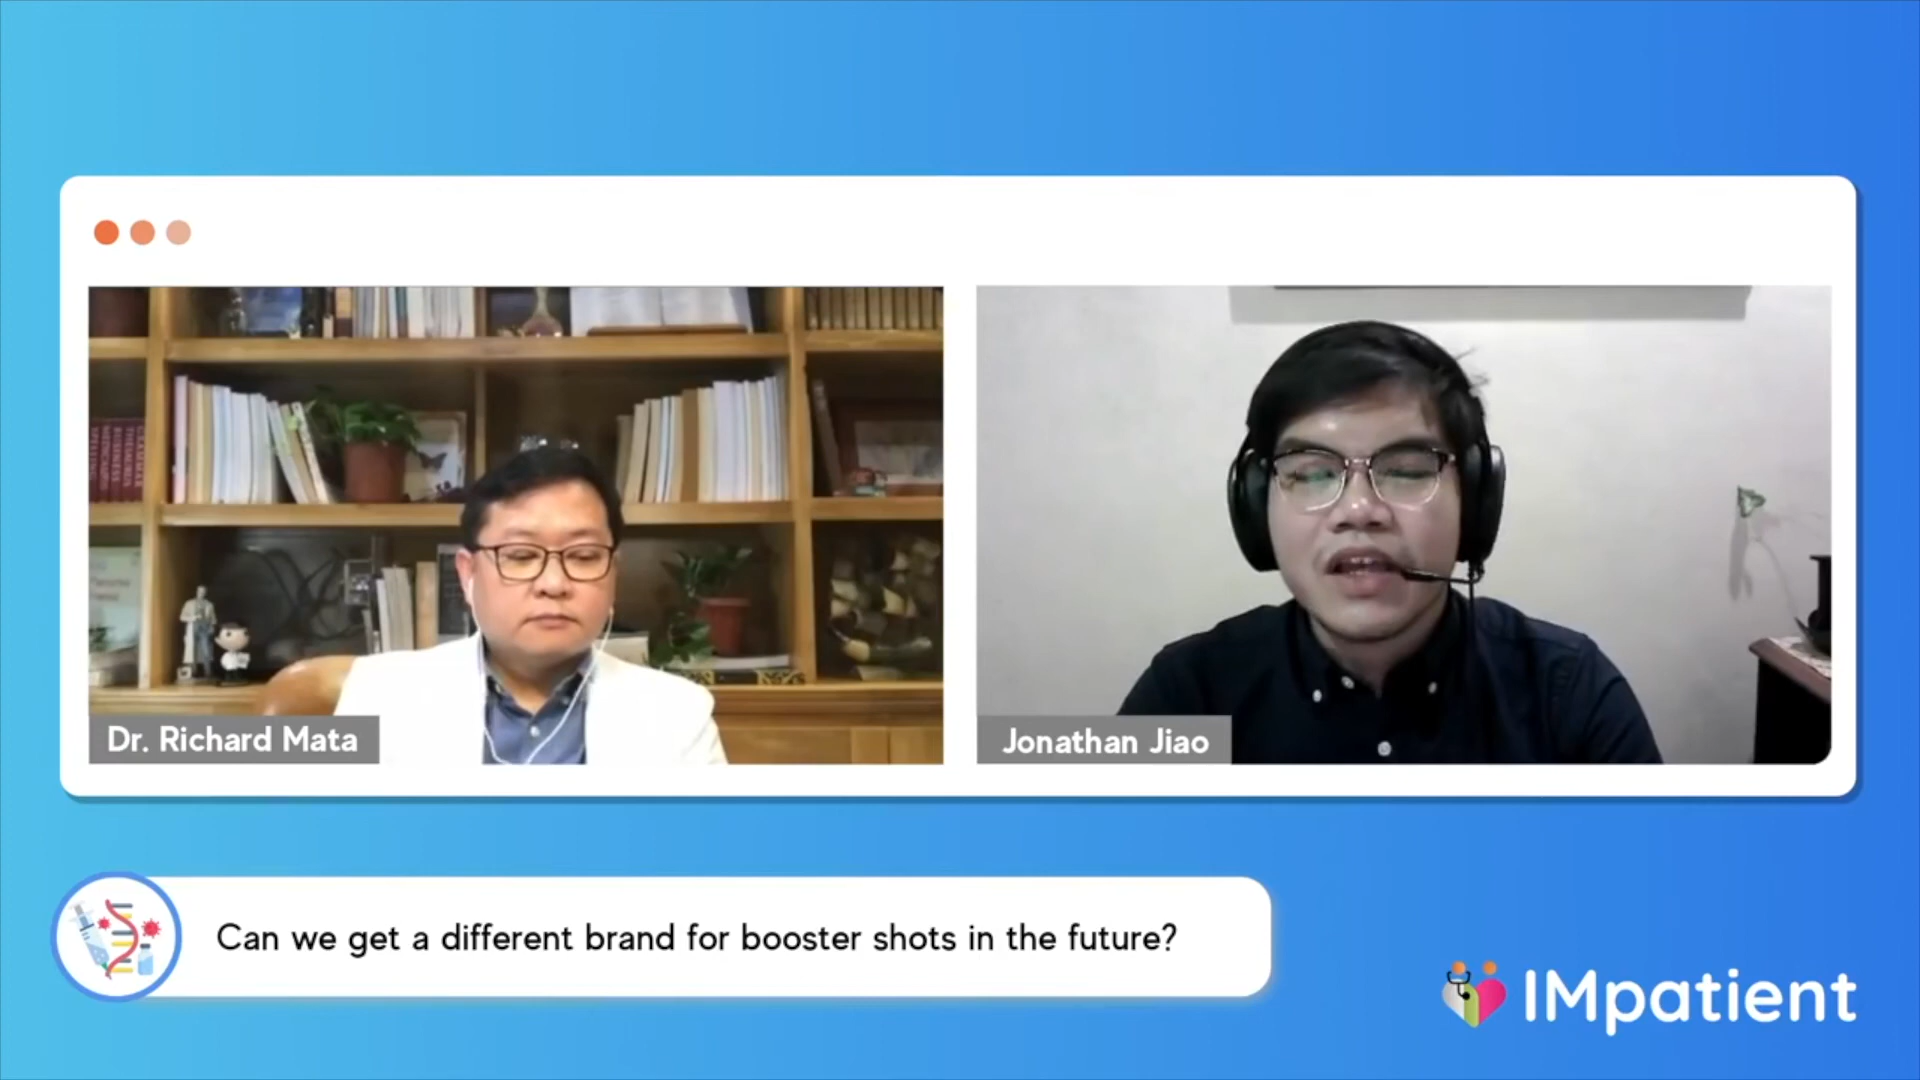 Dr. Richard Mata
Jonathan Jiao
Can we get a different brand for booster shots in the future?
IMpatient